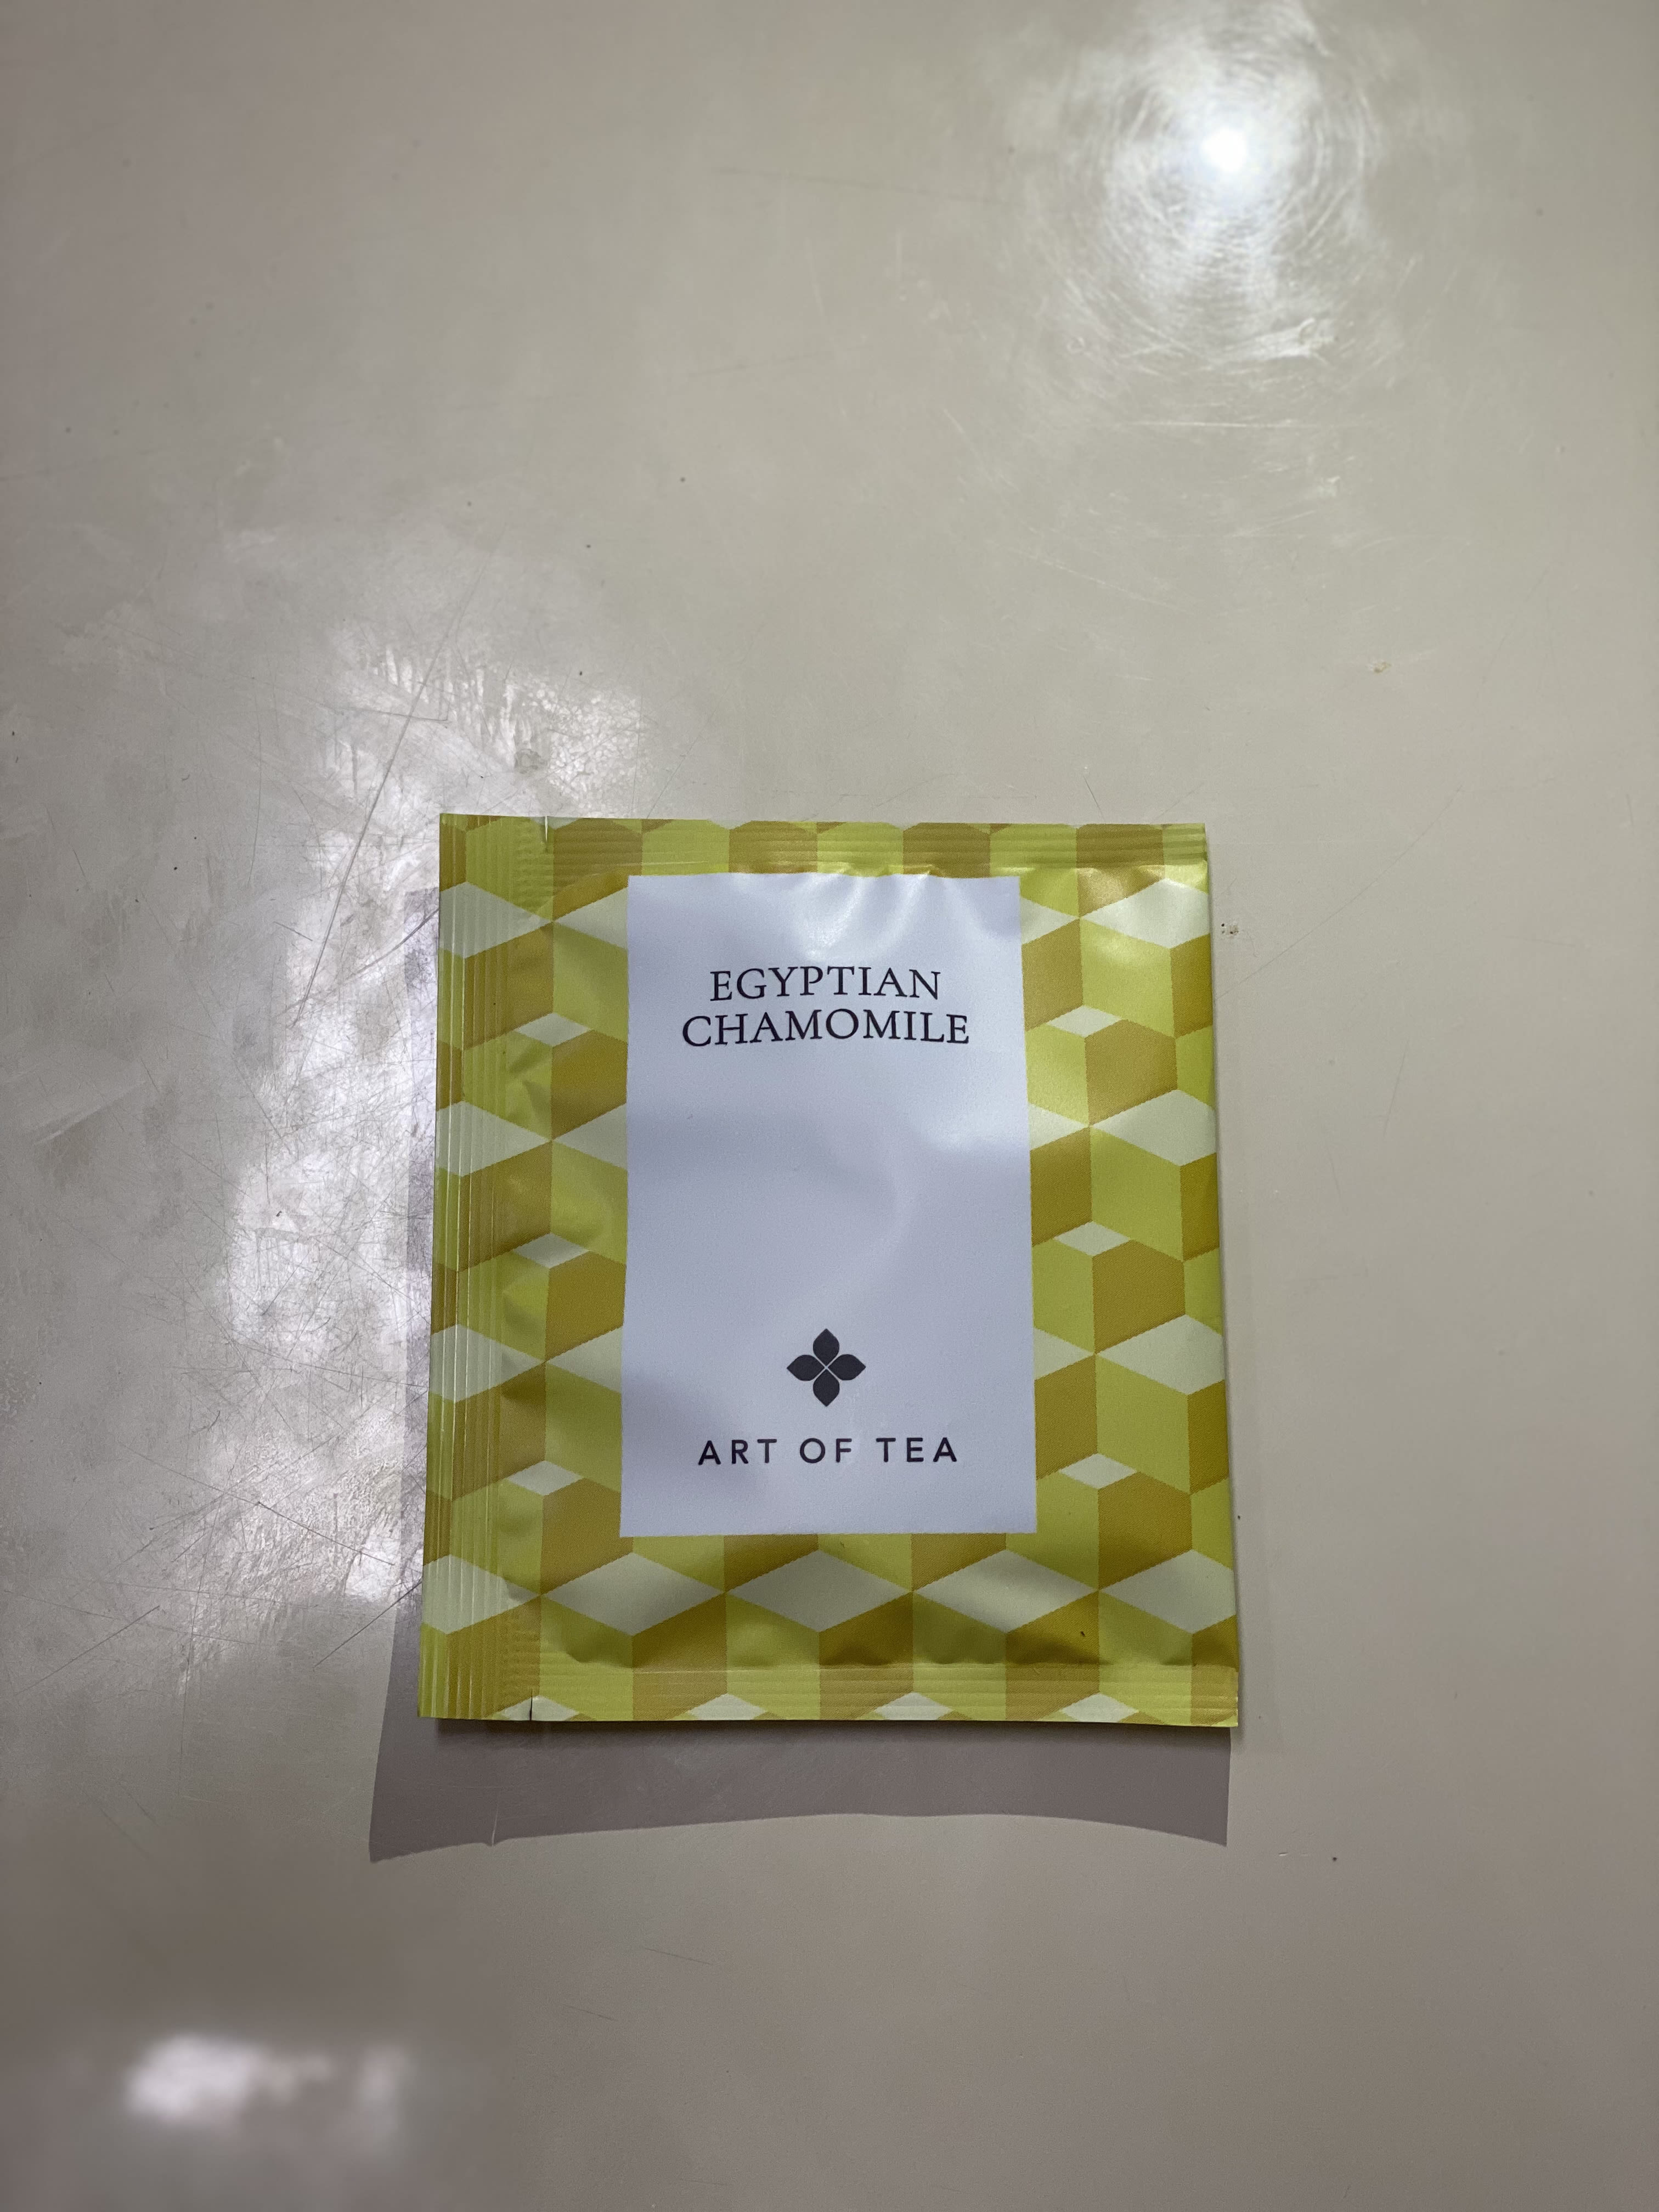 EGYPTIAN
CHAMOMILE
ART OF TEA